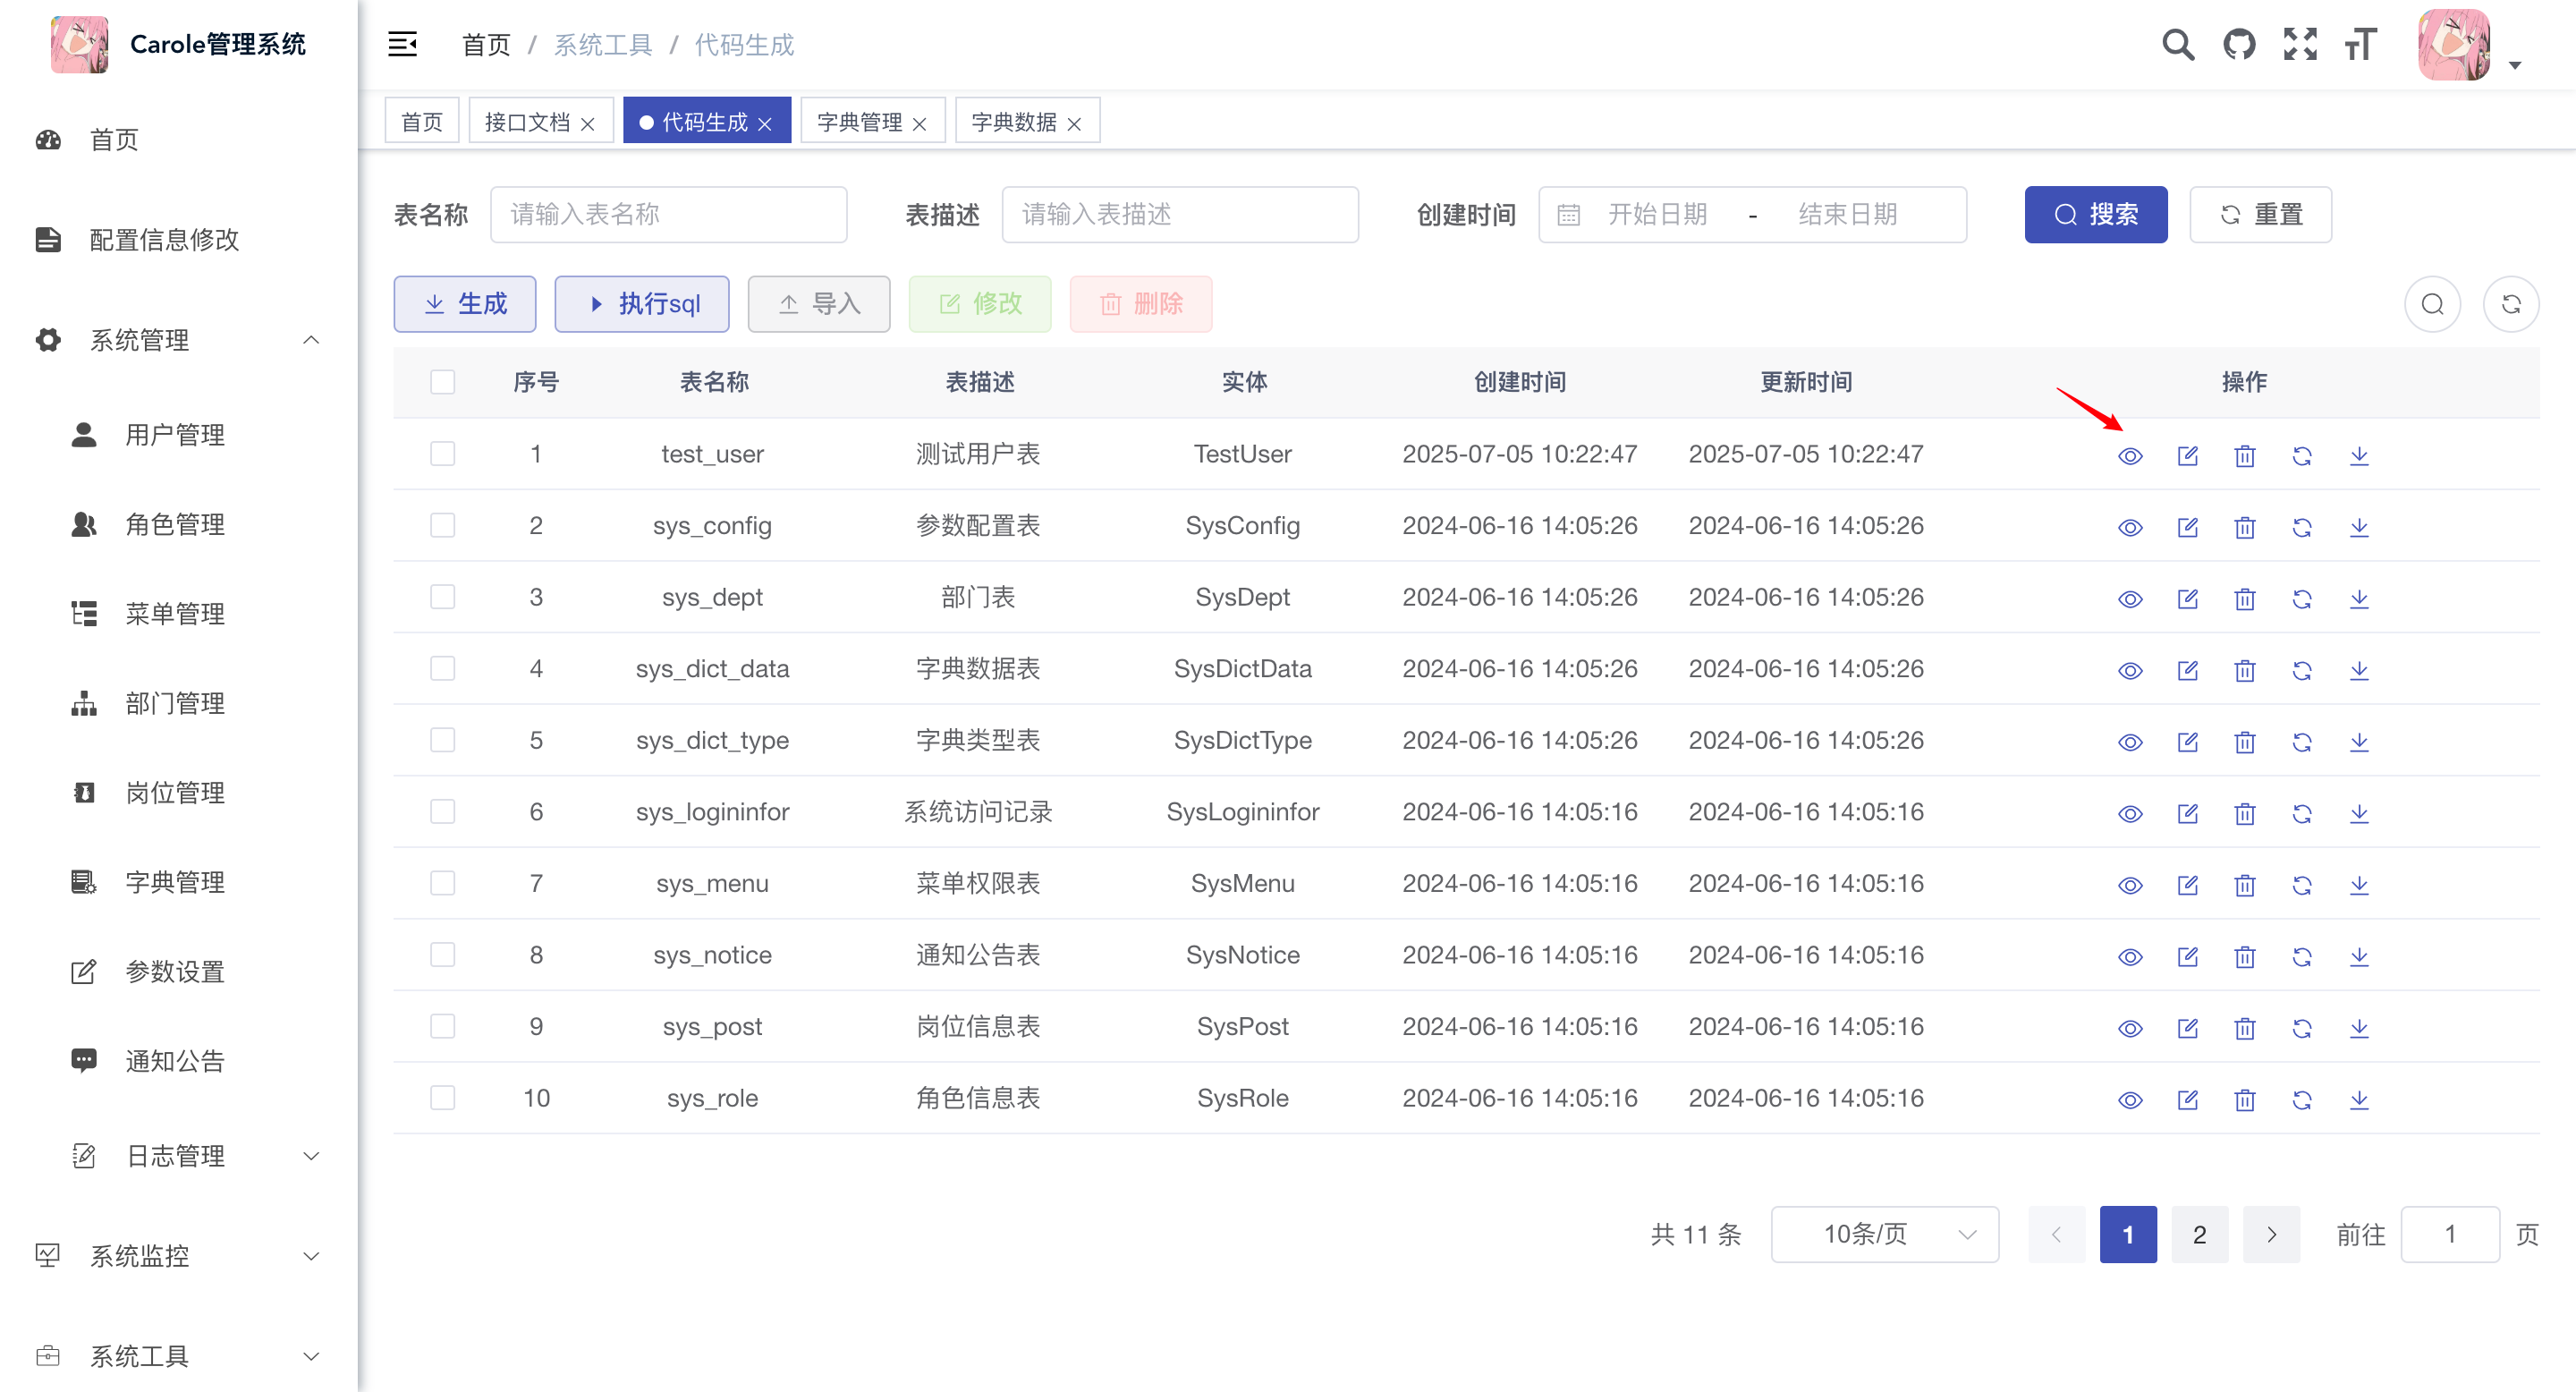 Carole管理系统
首页
配置信息修改
系统管理
用户管理
角色管理
菜单管理
部门管理
岗位管理
字典管理
参数设置
通知公告
日志管理
系统监控
系统工具
首页 / 系统工具 / 代码生成
首页 接口文档 代码生成 字典管理 字典数据
表名称 请输入表名称 表描述 请输入表描述 创建时间 开始日期 - 结束日期 搜索 重置
生成 执行sql 导入 修改 删除
序号 表名称 表描述 实体 创建时间 更新时间 操作
1 test_user 测试用户表 TestUser 2025-07-05 10:22:47 2025-07-05 10:22:47
2 sys_config 参数配置表 SysConfig 2024-06-16 14:05:26 2024-06-16 14:05:26
3 sys_dept 部门表 SysDept 2024-06-16 14:05:26 2024-06-16 14:05:26
4 sys_dict_data 字典数据表 SysDictData 2024-06-16 14:05:26 2024-06-16 14:05:26
5 sys_dict_type 字典类型表 SysDictType 2024-06-16 14:05:26 2024-06-16 14:05:26
6 sys_logininfor 系统访问记录 SysLogininfor 2024-06-16 14:05:16 2024-06-16 14:05:16
7 sys_menu 菜单权限表 SysMenu 2024-06-16 14:05:16 2024-06-16 14:05:16
8 sys_notice 通知公告表 SysNotice 2024-06-16 14:05:16 2024-06-16 14:05:16
9 sys_post 岗位信息表 SysPost 2024-06-16 14:05:16 2024-06-16 14:05:16
10 sys_role 角色信息表 SysRole 2024-06-16 14:05:16 2024-06-16 14:05:16
共 11 条 10条/页 1 2 前往 1 页